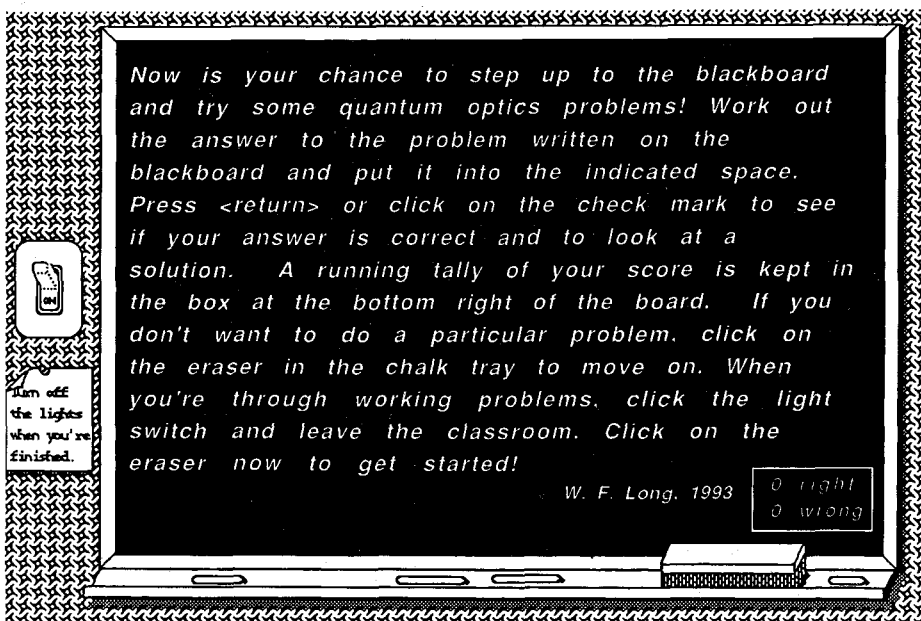 Now is your chance to step up to the blackboard
and try some quantum optics problems! Work out
the answer to the problem written on the
blackboard and put it into the indicated space.
Press <return> or click on the check mark to see
if your answer is correct and to look at a
solution. A running tally of your score is kept in
the box at the bottom right of the board. If you
don't want to do a particular problem, click on
the eraser in the chalk tray to move on. When
you're through working problems, click the light
switch and leave the classroom. Click on the
eraser now to get started!
W. F. Long, 1993
0 right
0 wrong
ON
Turn off
the lights
when you're
finished.